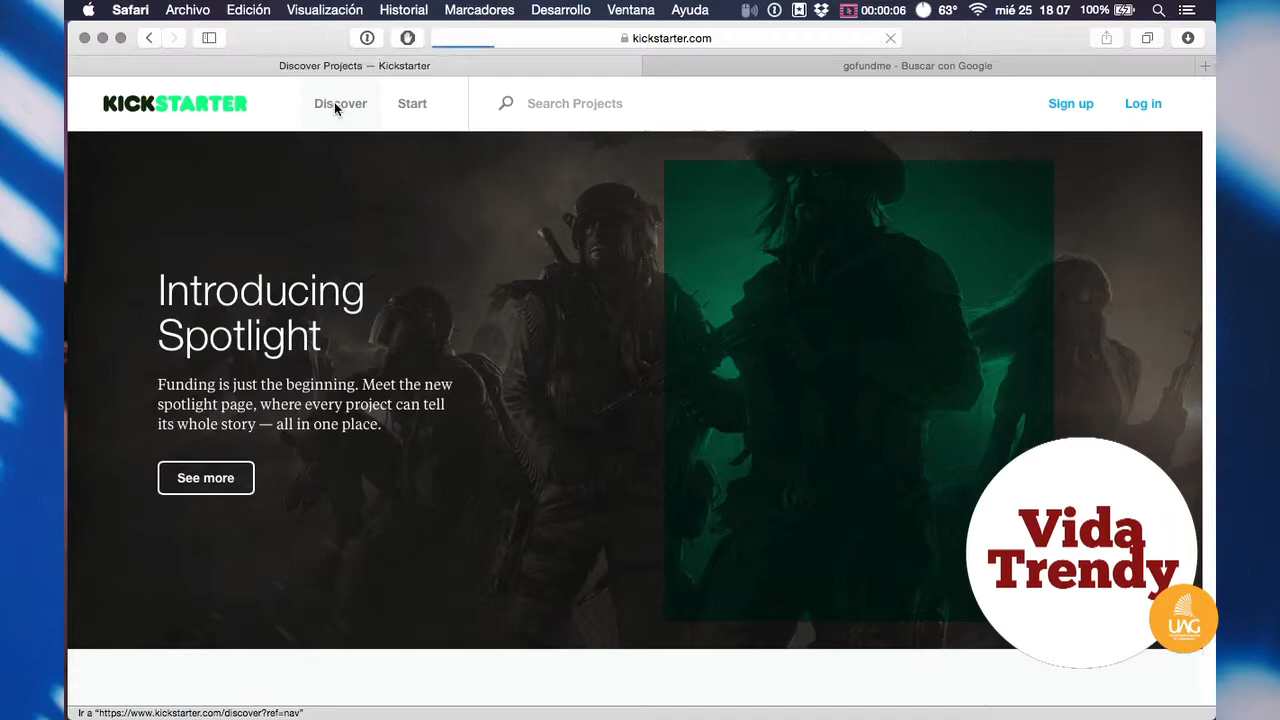 Safari Archivo Edición Visualización Historial Marcadores Desarrollo Ventana Ayuda 00:00:06 63° mié 25 18 07 100%
kickstarter.com
Discover Projects — Kickstarter gofundme - Buscar con Google
KICKSTARTER Discover Start Search Projects Sign up Log in
Introducing
Spotlight
Funding is just the beginning. Meet the new
spotlight page, where every project can tell
its whole story — all in one place.
See more
Vida
Trendy
UAG
Ir a “https://www.kickstarter.com/discover?ref=nav”